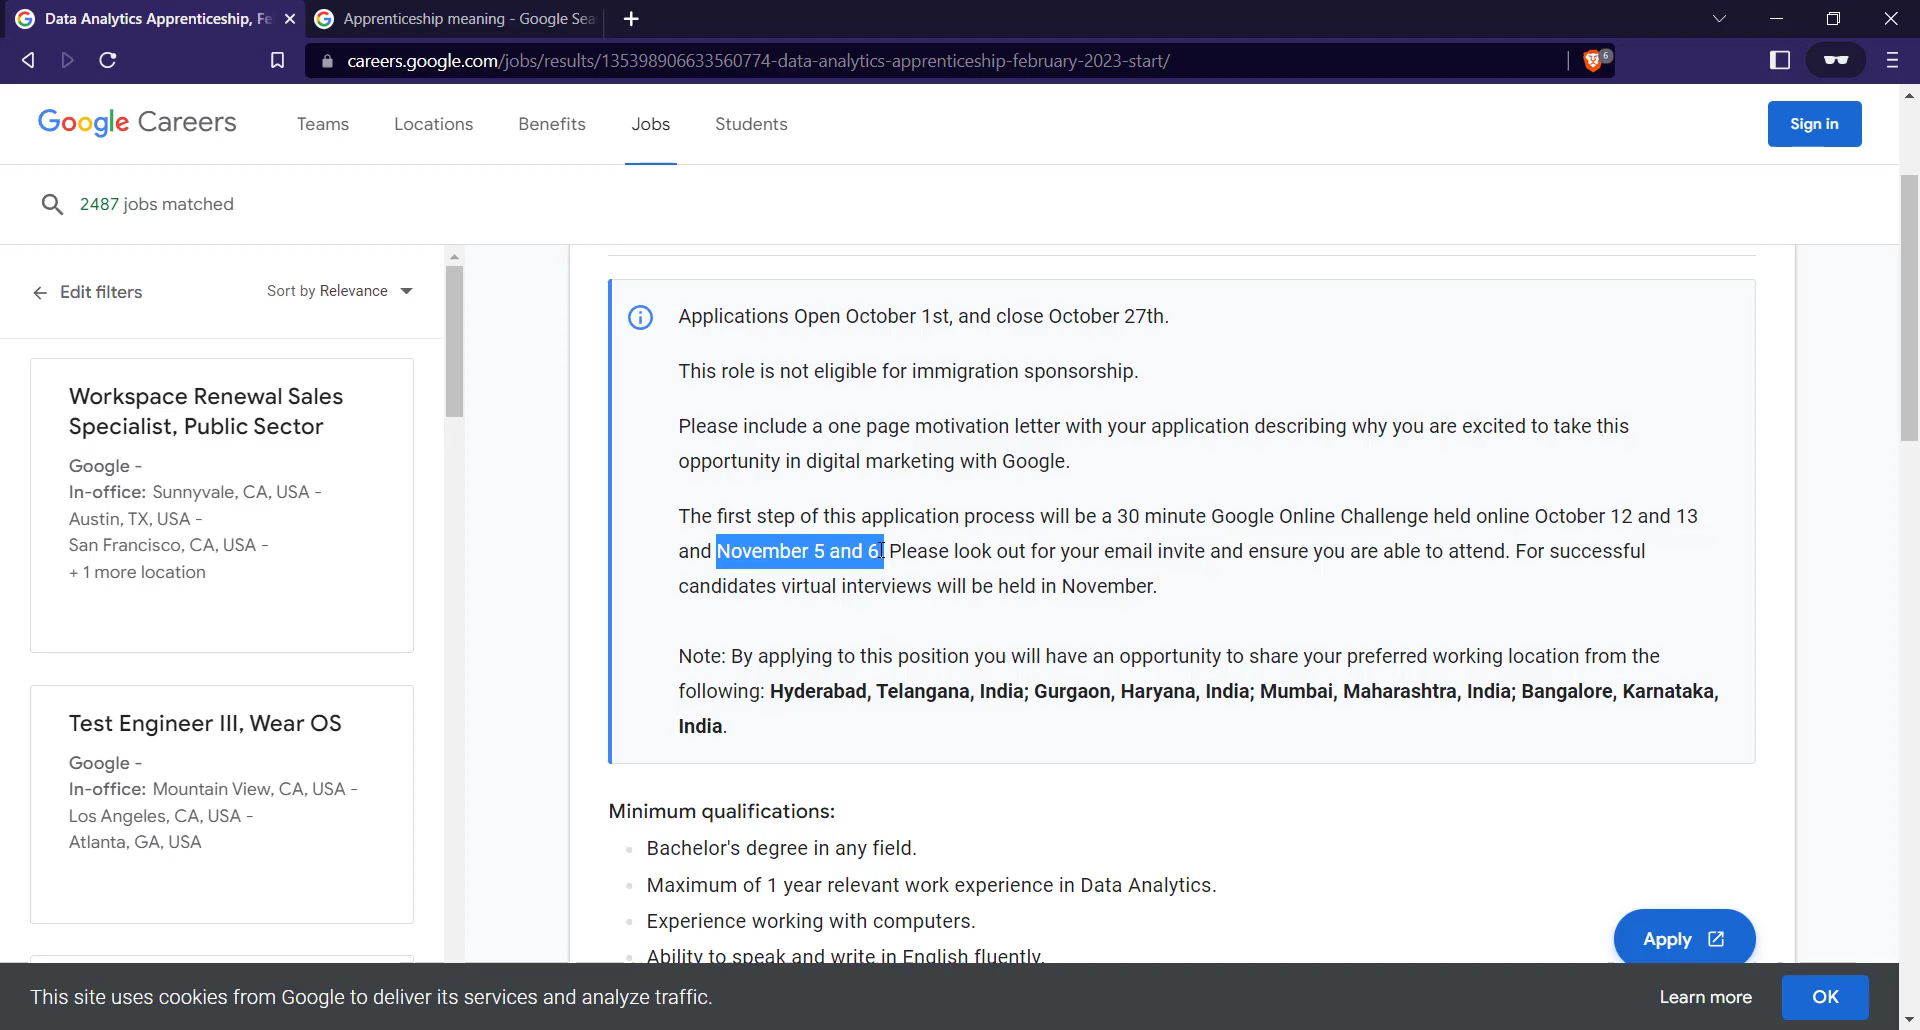 Data Analytics Apprenticeship, Fe
Apprenticeship meaning - Google Sea
careers.google.com/jobs/results/135398906633560774-data-analytics-apprenticeship-february-2023-start/
6
Google Careers
Teams
Locations
Benefits
Jobs
Students
Sign in
2487 jobs matched
Edit filters
Sort by Relevance
Workspace Renewal Sales
Specialist, Public Sector
Google -
In-office: Sunnyvale, CA, USA -
Austin, TX, USA -
San Francisco, CA, USA -
+ 1 more location
Test Engineer III, Wear OS
Google -
In-office: Mountain View, CA, USA -
Los Angeles, CA, USA -
Atlanta, GA, USA
Applications Open October 1st, and close October 27th.
This role is not eligible for immigration sponsorship.
Please include a one page motivation letter with your application describing why you are excited to take this
opportunity in digital marketing with Google.
The first step of this application process will be a 30 minute Google Online Challenge held online October 12 and 13
and November 5 and 6. Please look out for your email invite and ensure you are able to attend. For successful
candidates virtual interviews will be held in November.
Note: By applying to this position you will have an opportunity to share your preferred working location from the
following: Hyderabad, Telangana, India; Gurgaon, Haryana, India; Mumbai, Maharashtra, India; Bangalore, Karnataka,
India.
Minimum qualifications:
Bachelor's degree in any field.
Maximum of 1 year relevant work experience in Data Analytics.
Experience working with computers.
Ability to speak and write in English fluently.
Apply
This site uses cookies from Google to deliver its services and analyze traffic.
Learn more
OK